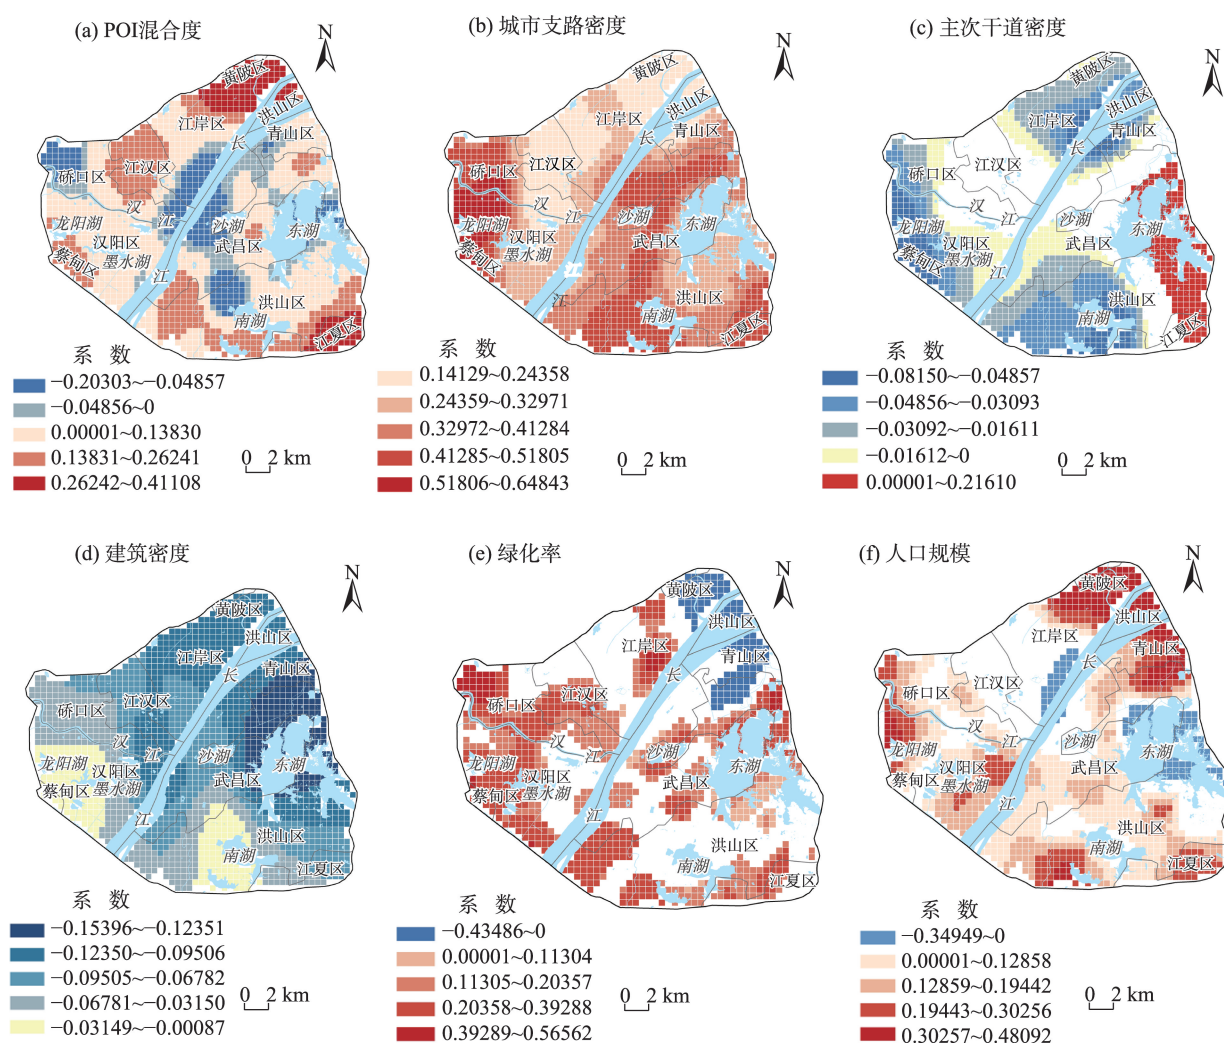 (a) POI混合度
N
黄陂区
洪山区
江岸区
长
青山区
江汉区
硚口区
汉
江
沙湖
龙阳湖
东湖
汉阳区
武昌区
墨水湖
蔡甸区
江
洪山区
南湖
江夏区
系 数
−0.20303~−0.04857
−0.04856~0
0.00001~0.13830
0.13831~0.26241
0.26242~0.41108
0 2 km
(b) 城市支路密度
N
黄陂区
洪山区
江岸区
青山区
长
江汉区
硚口区
汉
江
沙湖
龙阳湖
东湖
汉阳区
武昌区
墨水湖
蔡甸区
江
洪山区
南湖
江夏区
系 数
0.14129~0.24358
0.24359~0.32971
0.32972~0.41284
0.41285~0.51805
0.51806~0.64843
0 2 km
(c) 主次干道密度
N
黄陂区
洪山区
江岸区
青山区
长
江汉区
硚口区
汉
江
沙湖
龙阳湖
东湖
汉阳区
武昌区
墨水湖
蔡甸区
江
洪山区
南湖
江夏区
系 数
−0.08150~−0.04857
−0.04856~−0.03093
−0.03092~−0.01611
−0.01612~0
0.00001~0.21610
0 2 km
(d) 建筑密度
N
黄陂区
洪山区
江岸区
长
青山区
江汉区
硚口区
汉
江
沙湖
龙阳湖
东湖
汉阳区
武昌区
墨水湖
蔡甸区
江
洪山区
南湖
江夏区
系 数
−0.15396~−0.12351
−0.12350~−0.09506
−0.09505~−0.06782
−0.06781~−0.03150
−0.03149~−0.00087
0 2 km
(e) 绿化率
N
黄陂区
洪山区
江岸区
青山区
长
江汉区
硚口区
汉
江
沙湖
龙阳湖
东湖
汉阳区
武昌区
墨水湖
蔡甸区
江
洪山区
南湖
江夏区
系 数
−0.43486~0
0.00001~0.11304
0.11305~0.20357
0.20358~0.39288
0.39289~0.56562
0 2 km
(f) 人口规模
N
黄陂区
洪山区
江岸区
青山区
长
江汉区
硚口区
汉
江
沙湖
龙阳湖
东湖
汉阳区
武昌区
墨水湖
蔡甸区
江
洪山区
南湖
江夏区
系 数
−0.34949~0
0.00001~0.12858
0.12859~0.19442
0.19443~0.30256
0.30257~0.48092
0 2 km